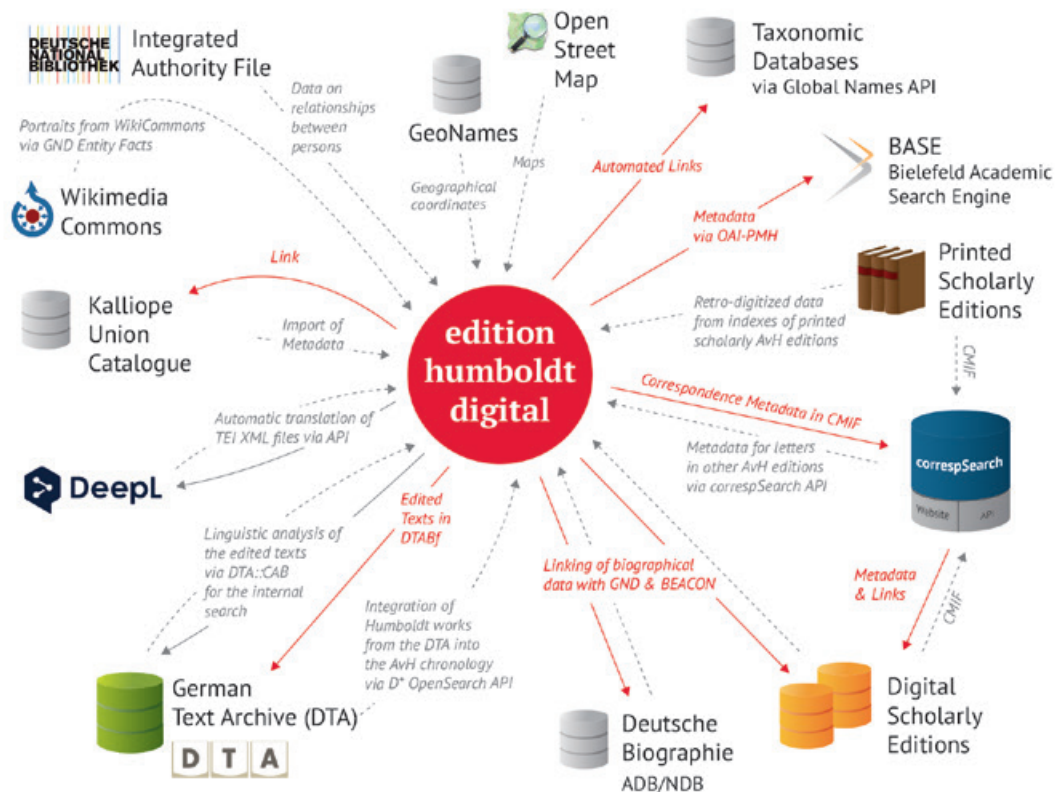 DEUTSCHE
NATIONAL
BIBLIOTHEK
Integrated
Authority File
Open
Street
Map
Taxonomic
Databases
via Global Names API
Data on
relationships
between
persons
GeoNames
Portraits from WikiCommons
via GND Entity Facts
Maps
Automated Links
BASE
Bielefeld Academic
Search Engine
Wikimedia
Commons
Geographical
coordinates
Metadata
via OAI-PMH
Link
Printed
Scholarly
Editions
Kalliope
Union
Catalogue
Import of
Metadata
Retro-digitized data
from indexes of printed
scholarly AvH editions
edition
humboldt
digital
CMIF
Correspondence Metadata in CMIF
Automatic translation of
TEI XML files via API
Metadata for letters
in other AvH editions
via correspSearch API
correspSearch
Website
API
DeepL
Edited
Texts in
DTABf
Linguistic analysis of
the edited texts
via DTA::CAB
for the internal
search
Linking of biographical
data with GND & BEACON
Metadata
& Links
CMIF
Integration of
Humboldt works
from the DTA into
the AvH chronology
via D* OpenSearch API
German
Text Archive (DTA)
D T A
Deutsche
Biographie
ADB/NDB
Digital
Scholarly
Editions